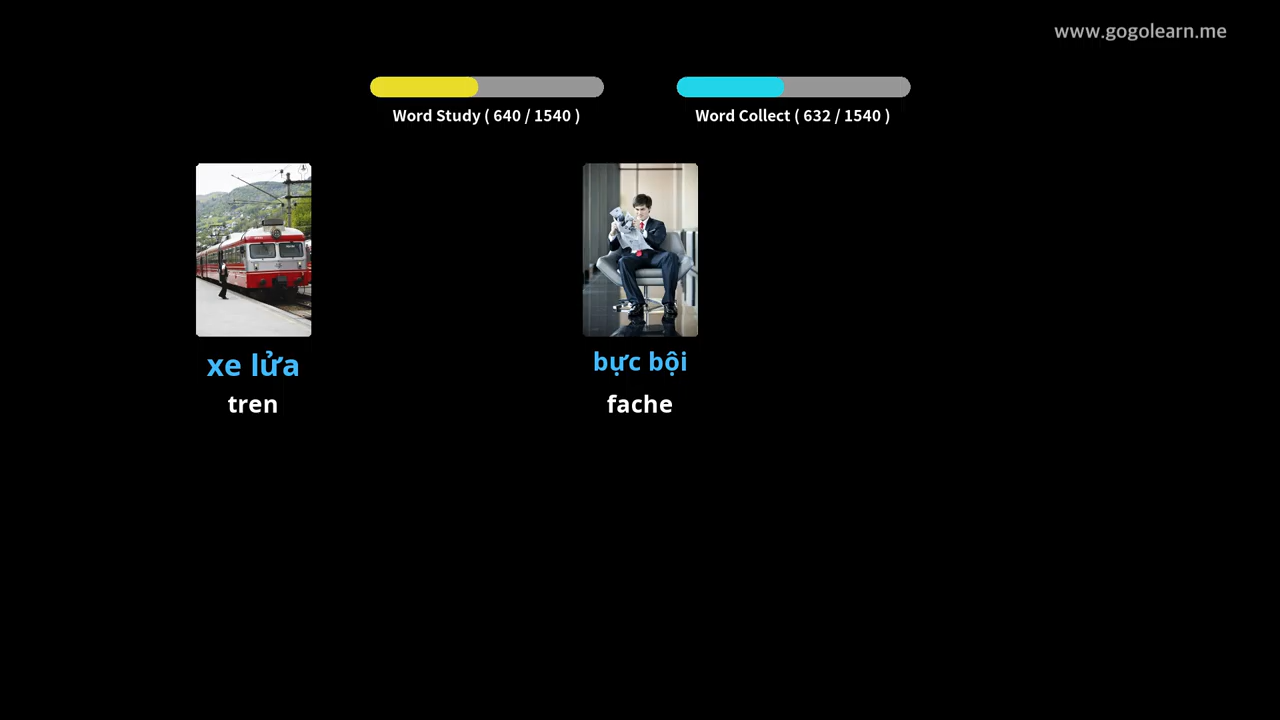 www.gogolearn.me
Word Study ( 640 / 1540 )
Word Collect ( 632 / 1540 )
xe lửa
tren
bực bội
fache